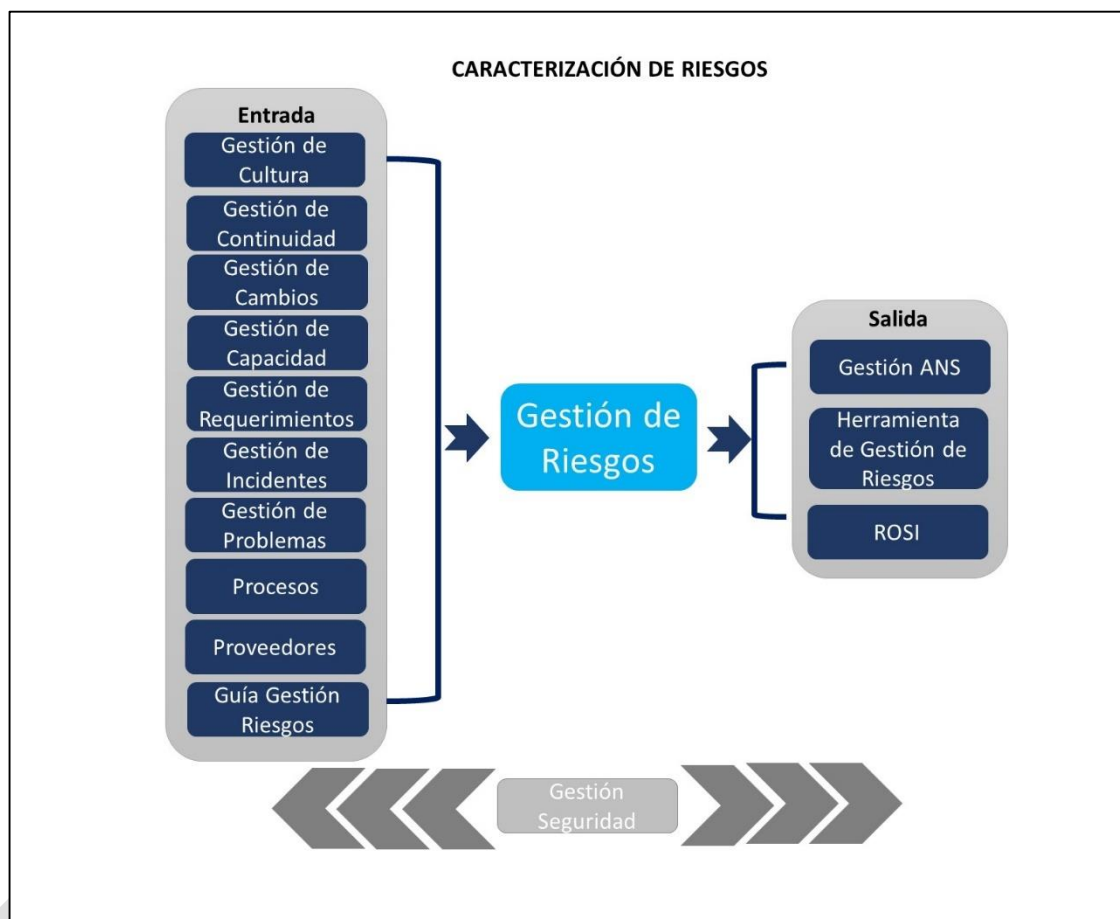 CARACTERIZACIÓN DE RIESGOS
Entrada
Gestión de
Cultura
Gestión de
Continuidad
Gestión de
Cambios
Gestión de
Capacidad
Gestión de
Requerimientos
Gestión de
Incidentes
Gestión de
Problemas
Procesos
Proveedores
Guía Gestión
Riesgos
Gestión de
Riesgos
Salida
Gestión ANS
Herramienta
de Gestión de
Riesgos
ROSI
Gestión
Seguridad